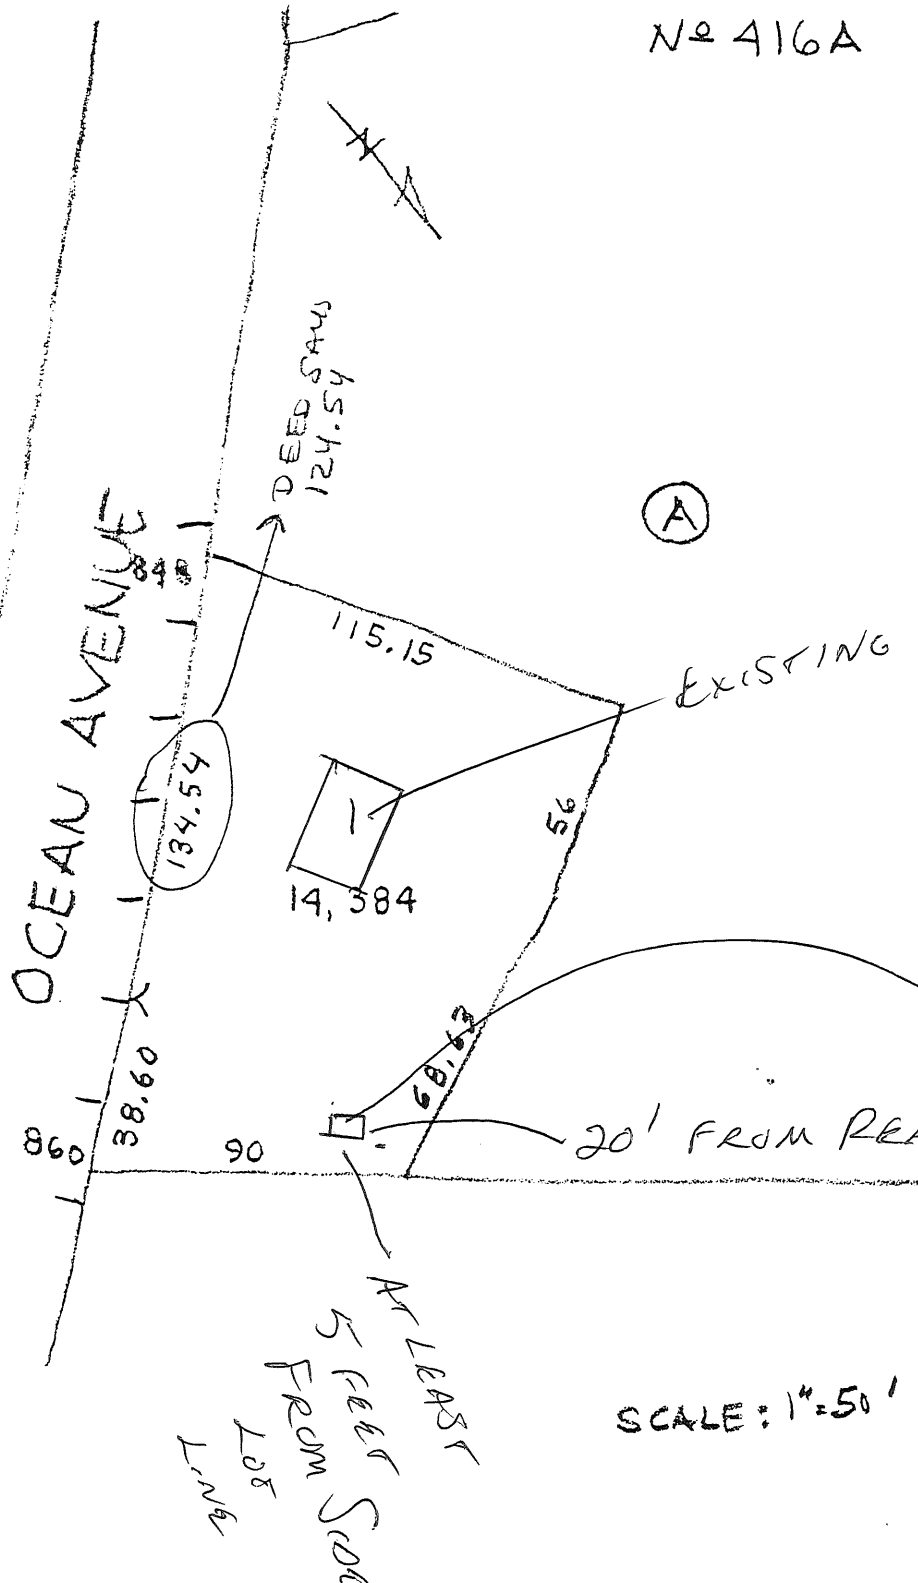 Nº 416A
N
DEED SAYS
124.54
A
OCEAN AVENUE
115.15
EXISTING
134.54
1
56
14,384
68.63
38.60
860
90
20' FROM REA
AT LEAST
5 FEET
FROM SIDE
LOT
LINE
SCALE: 1"=50'